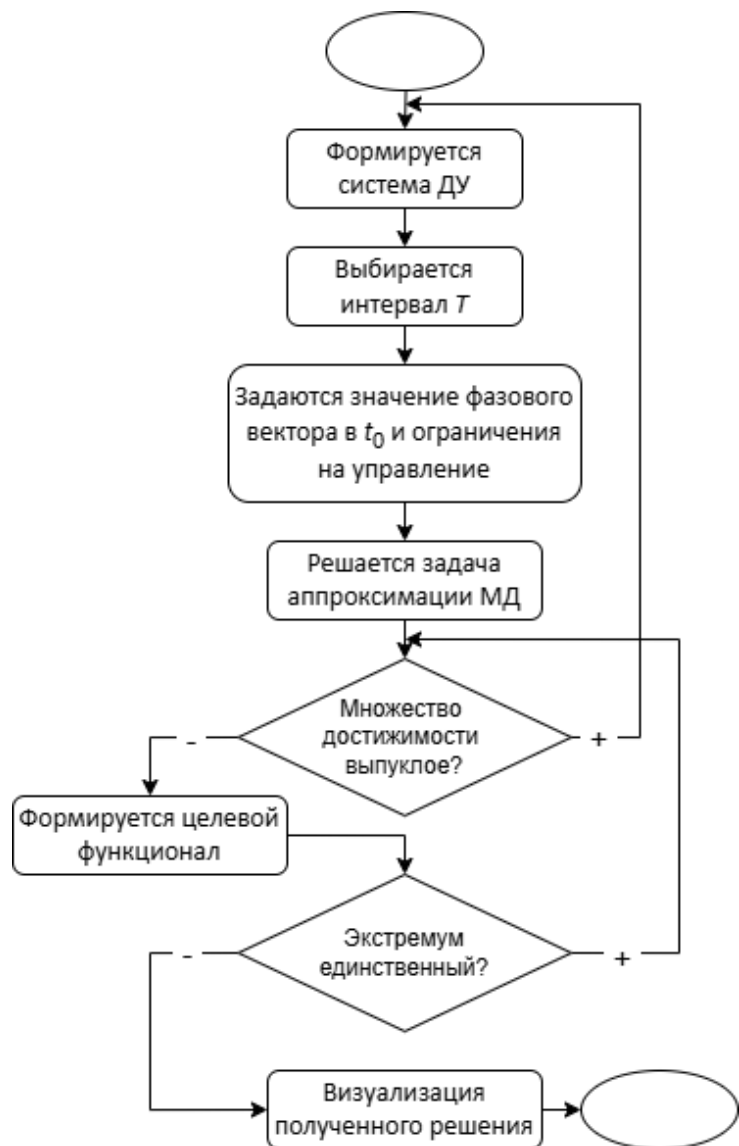 Формируется
система ДУ
Выбирается
интервал T
Задаются значение фазового
вектора в t₀ и ограничения
на управление
Решается задача
аппроксимации МД
Множество
достижимости
выпуклое?
-
+
Формируется целевой
функционал
Экстремум
единственный?
-
+
Визуализация
полученного решения